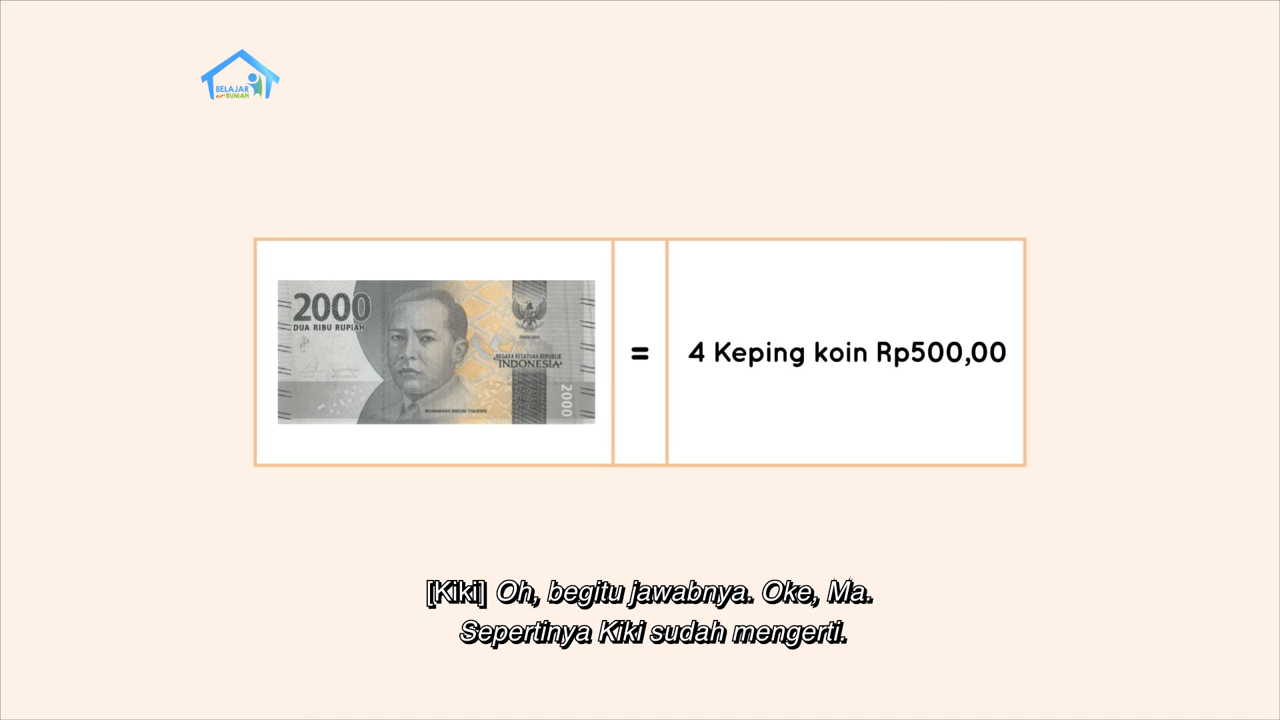 BELAJAR
RUMAH
2000
DUA RIBU RUPIAH
NEGARA KESATUAN REPUBLIK
INDONESIA
2000
=
4 Keping koin Rp500,00
[Kiki] Oh, begitu jawabnya. Oke, Ma.
Sepertinya Kiki sudah mengerti.